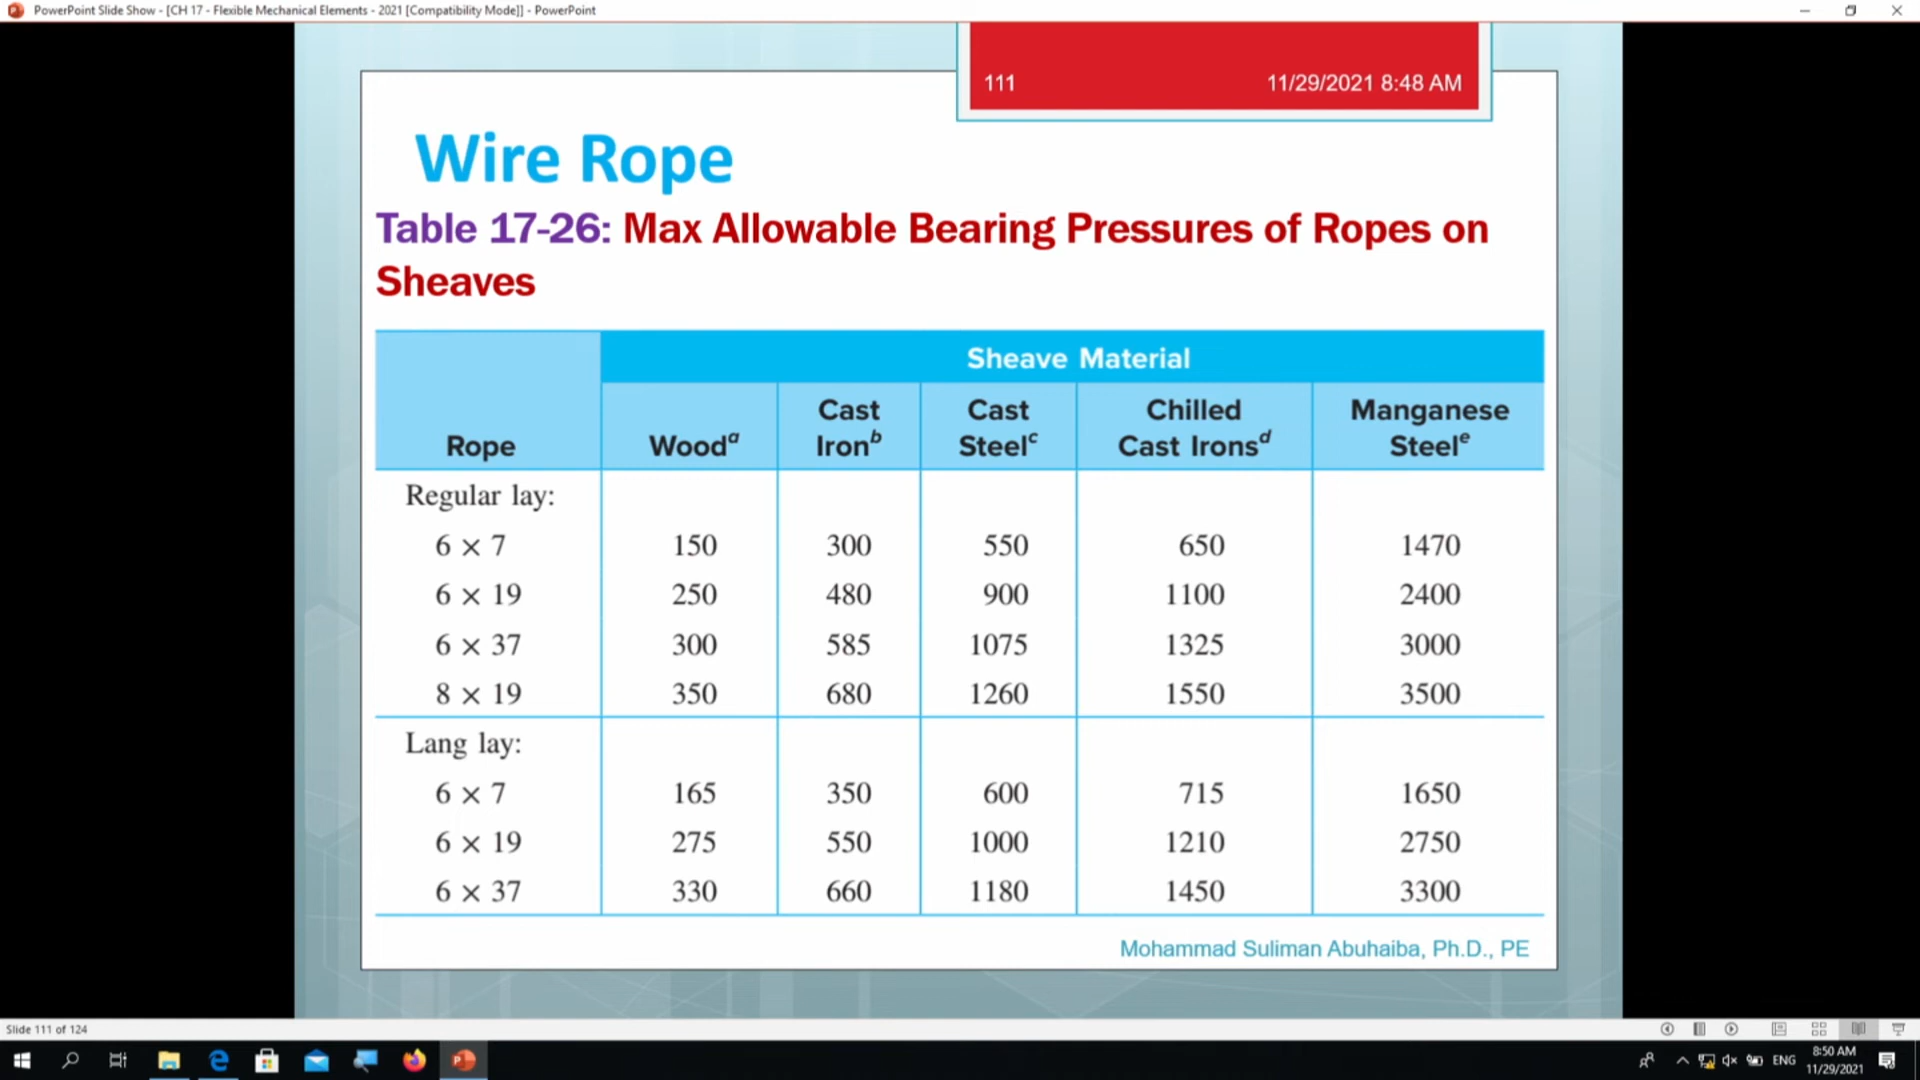 PowerPoint Slide Show - [CH 17 - Flexible Mechanical Elements - 2021 [Compatibility Mode]] - PowerPoint
111 11/29/2021 8:48 AM
Wire Rope
Table 17-26: Max Allowable Bearing Pressures of Ropes on
Sheaves
Sheave Material
Rope Wood^a Cast Iron^b Cast Steel^c Chilled Cast Irons^d Manganese Steel^e
Regular lay:
6 × 7 150 300 550 650 1470
6 × 19 250 480 900 1100 2400
6 × 37 300 585 1075 1325 3000
8 × 19 350 680 1260 1550 3500
Lang lay:
6 × 7 165 350 600 715 1650
6 × 19 275 550 1000 1210 2750
6 × 37 330 660 1180 1450 3300
Mohammad Suliman Abuhaiba, Ph.D., PE
Slide 111 of 124
ENG
8:50 AM
11/29/2021